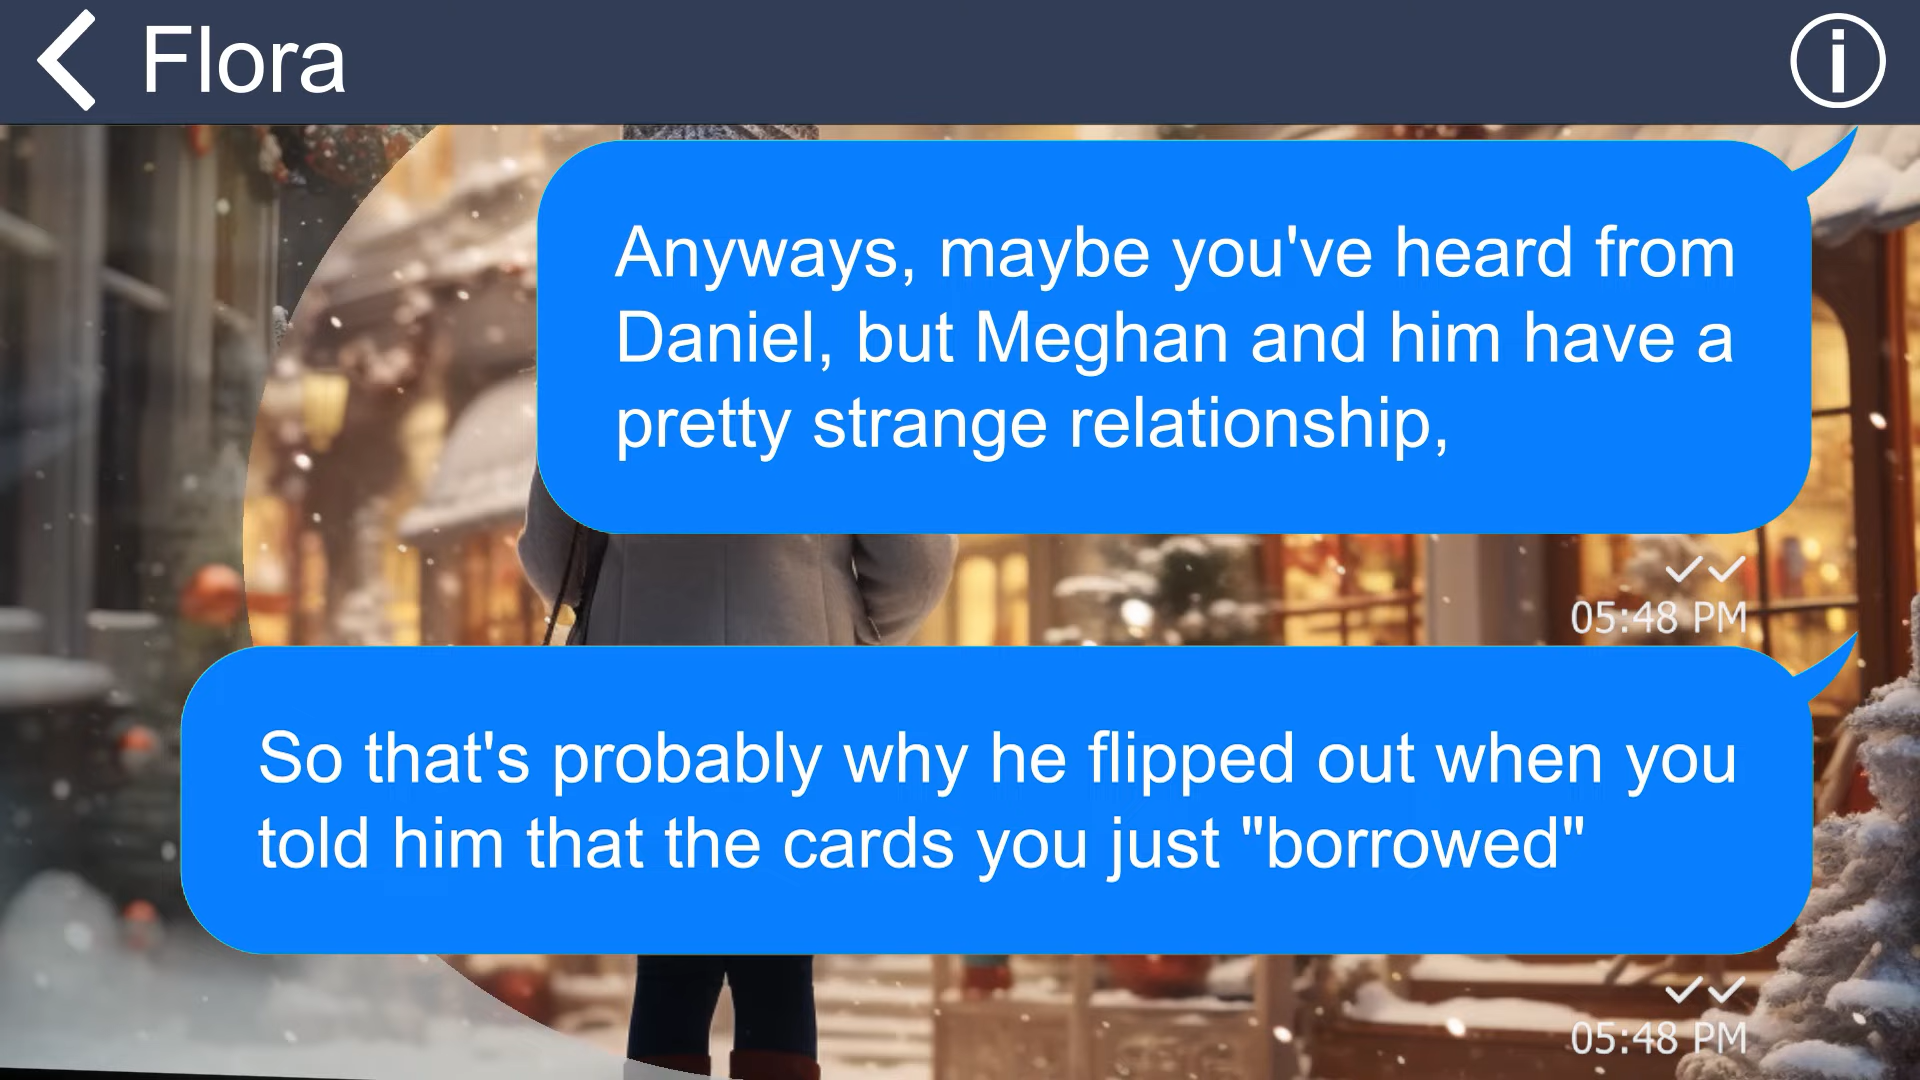 Flora
Anyways, maybe you've heard from
Daniel, but Meghan and him have a
pretty strange relationship,
05:48 PM
So that's probably why he flipped out when you
told him that the cards you just "borrowed"
05:48 PM